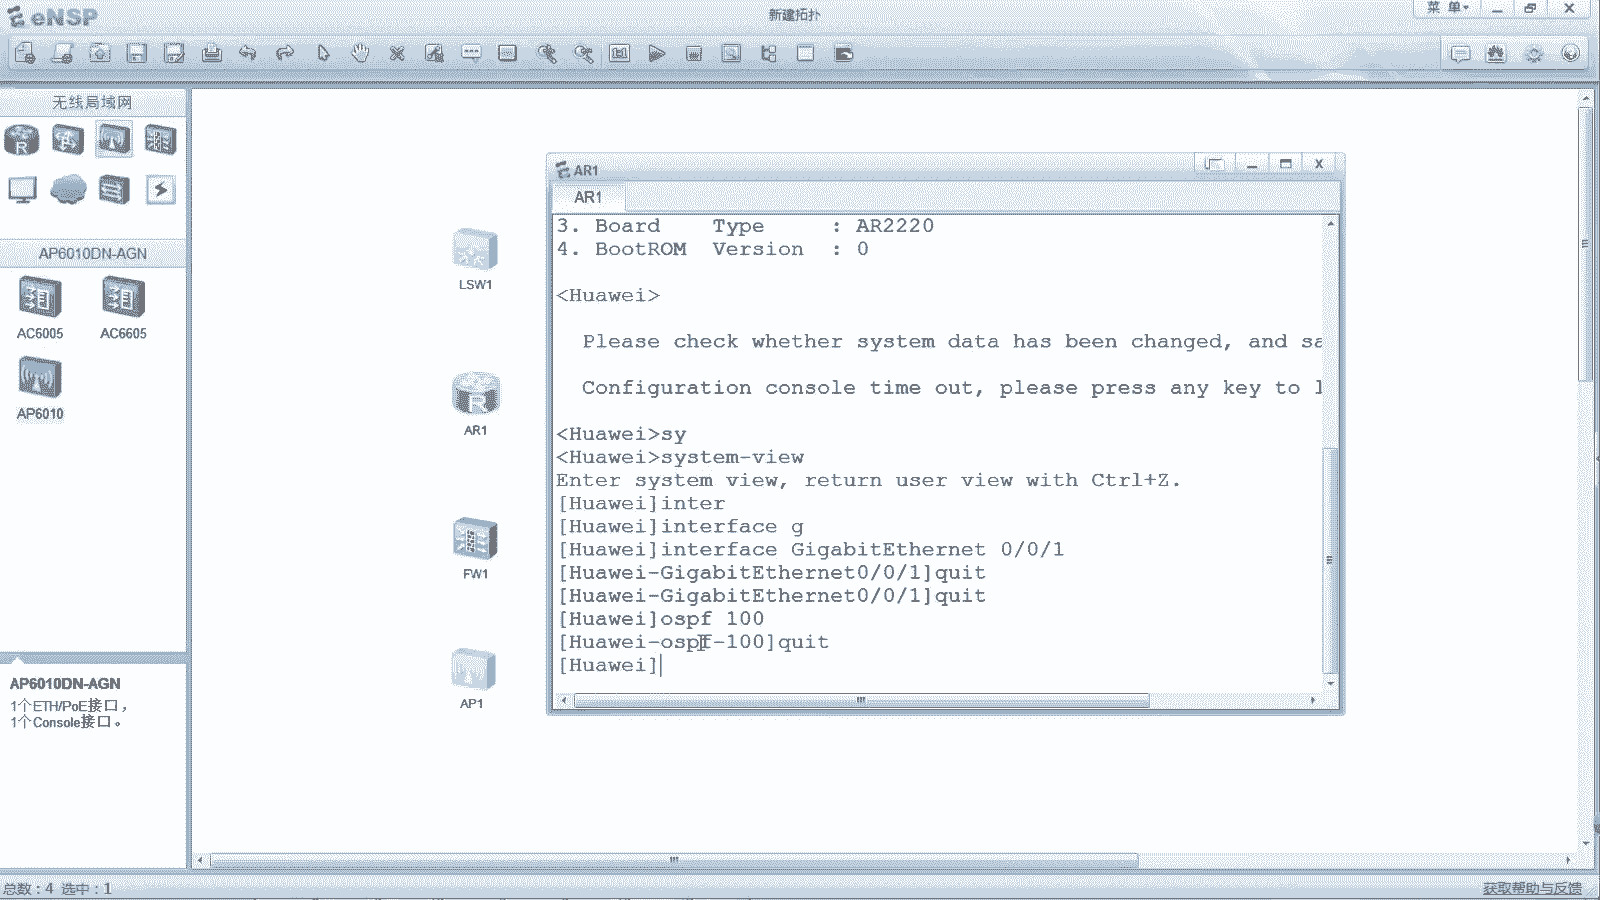 eNSP
新建拓扑
菜 单
无线局域网
AP6010DN-AGN
AC6005
AC6605
AP6010
AP6010DN-AGN
1个ETH/PoE接口，
1个Console接口。
LSW1
AR1
FW1
AP1
AR1
AR1
3. Board Type : AR2220
4. BootROM Version : 0
<Huawei>
Please check whether system data has been changed, and sa
Configuration console time out, please press any key to l
<Huawei>sy
<Huawei>system-view
Enter system view, return user view with Ctrl+Z.
[Huawei]inter
[Huawei]interface g
[Huawei]interface GigabitEthernet 0/0/1
[Huawei-GigabitEthernet0/0/1]quit
[Huawei-GigabitEthernet0/0/1]quit
[Huawei]ospf 100
[Huawei-ospf-100]quit
[Huawei]
总数：4 选中：1
获取帮助与反馈